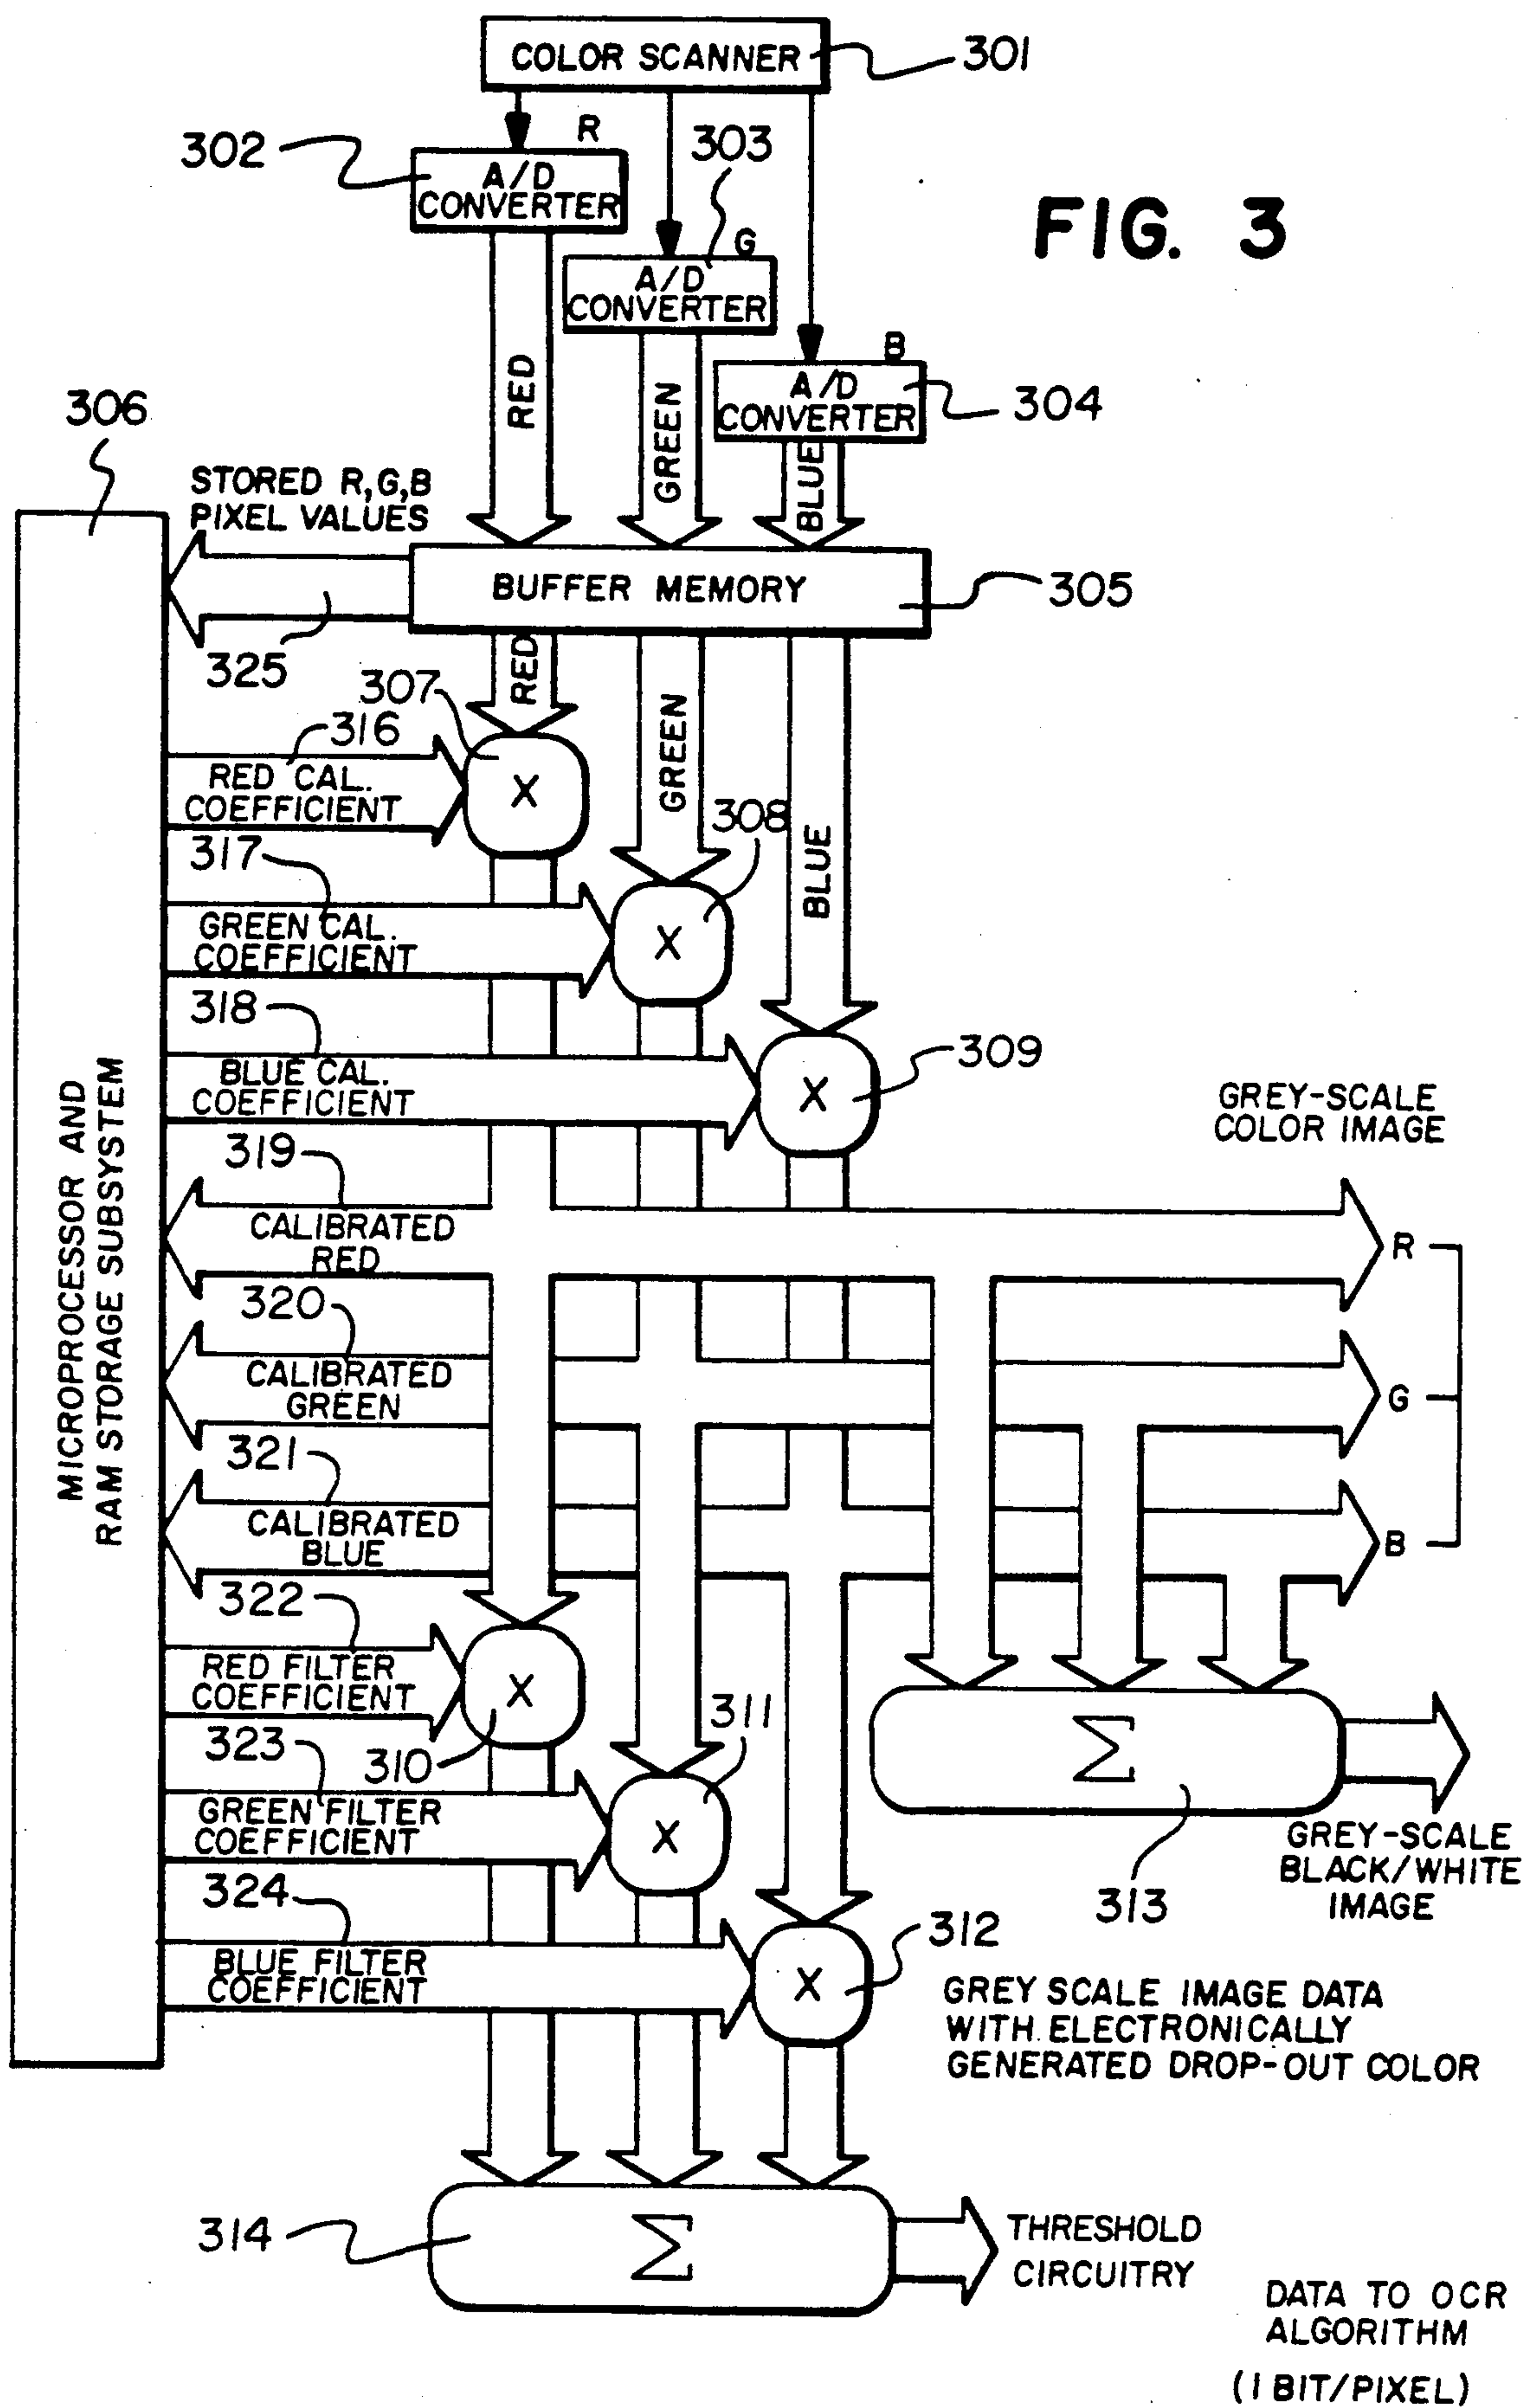 COLOR SCANNER
301
302
R
303
A/D
CONVERTER
FIG. 3
G
A/D
CONVERTER
B
A/D
CONVERTER
304
RED
GREEN
BLUE
306
STORED R,G,B
PIXEL VALUES
BUFFER MEMORY
305
325
RED
307
316
RED CAL.
COEFFICIENT
X
GREEN
308
317
GREEN CAL.
COEFFICIENT
X
BLUE
318
BLUE CAL.
COEFFICIENT
X
309
MICROPROCESSOR AND
RAM STORAGE SUBSYSTEM
GREY-SCALE
COLOR IMAGE
319
CALIBRATED
RED
R
320
CALIBRATED
GREEN
G
321
CALIBRATED
BLUE
B
322
RED FILTER
COEFFICIENT
X
310
311
323
GREEN FILTER
COEFFICIENT
X
Σ
313
GREY-SCALE
BLACK/WHITE
IMAGE
324
BLUE FILTER
COEFFICIENT
X
312
GREY SCALE IMAGE DATA
WITH ELECTRONICALLY
GENERATED DROP-OUT COLOR
314
Σ
THRESHOLD
CIRCUITRY
DATA TO OCR
ALGORITHM
(1 BIT/PIXEL)